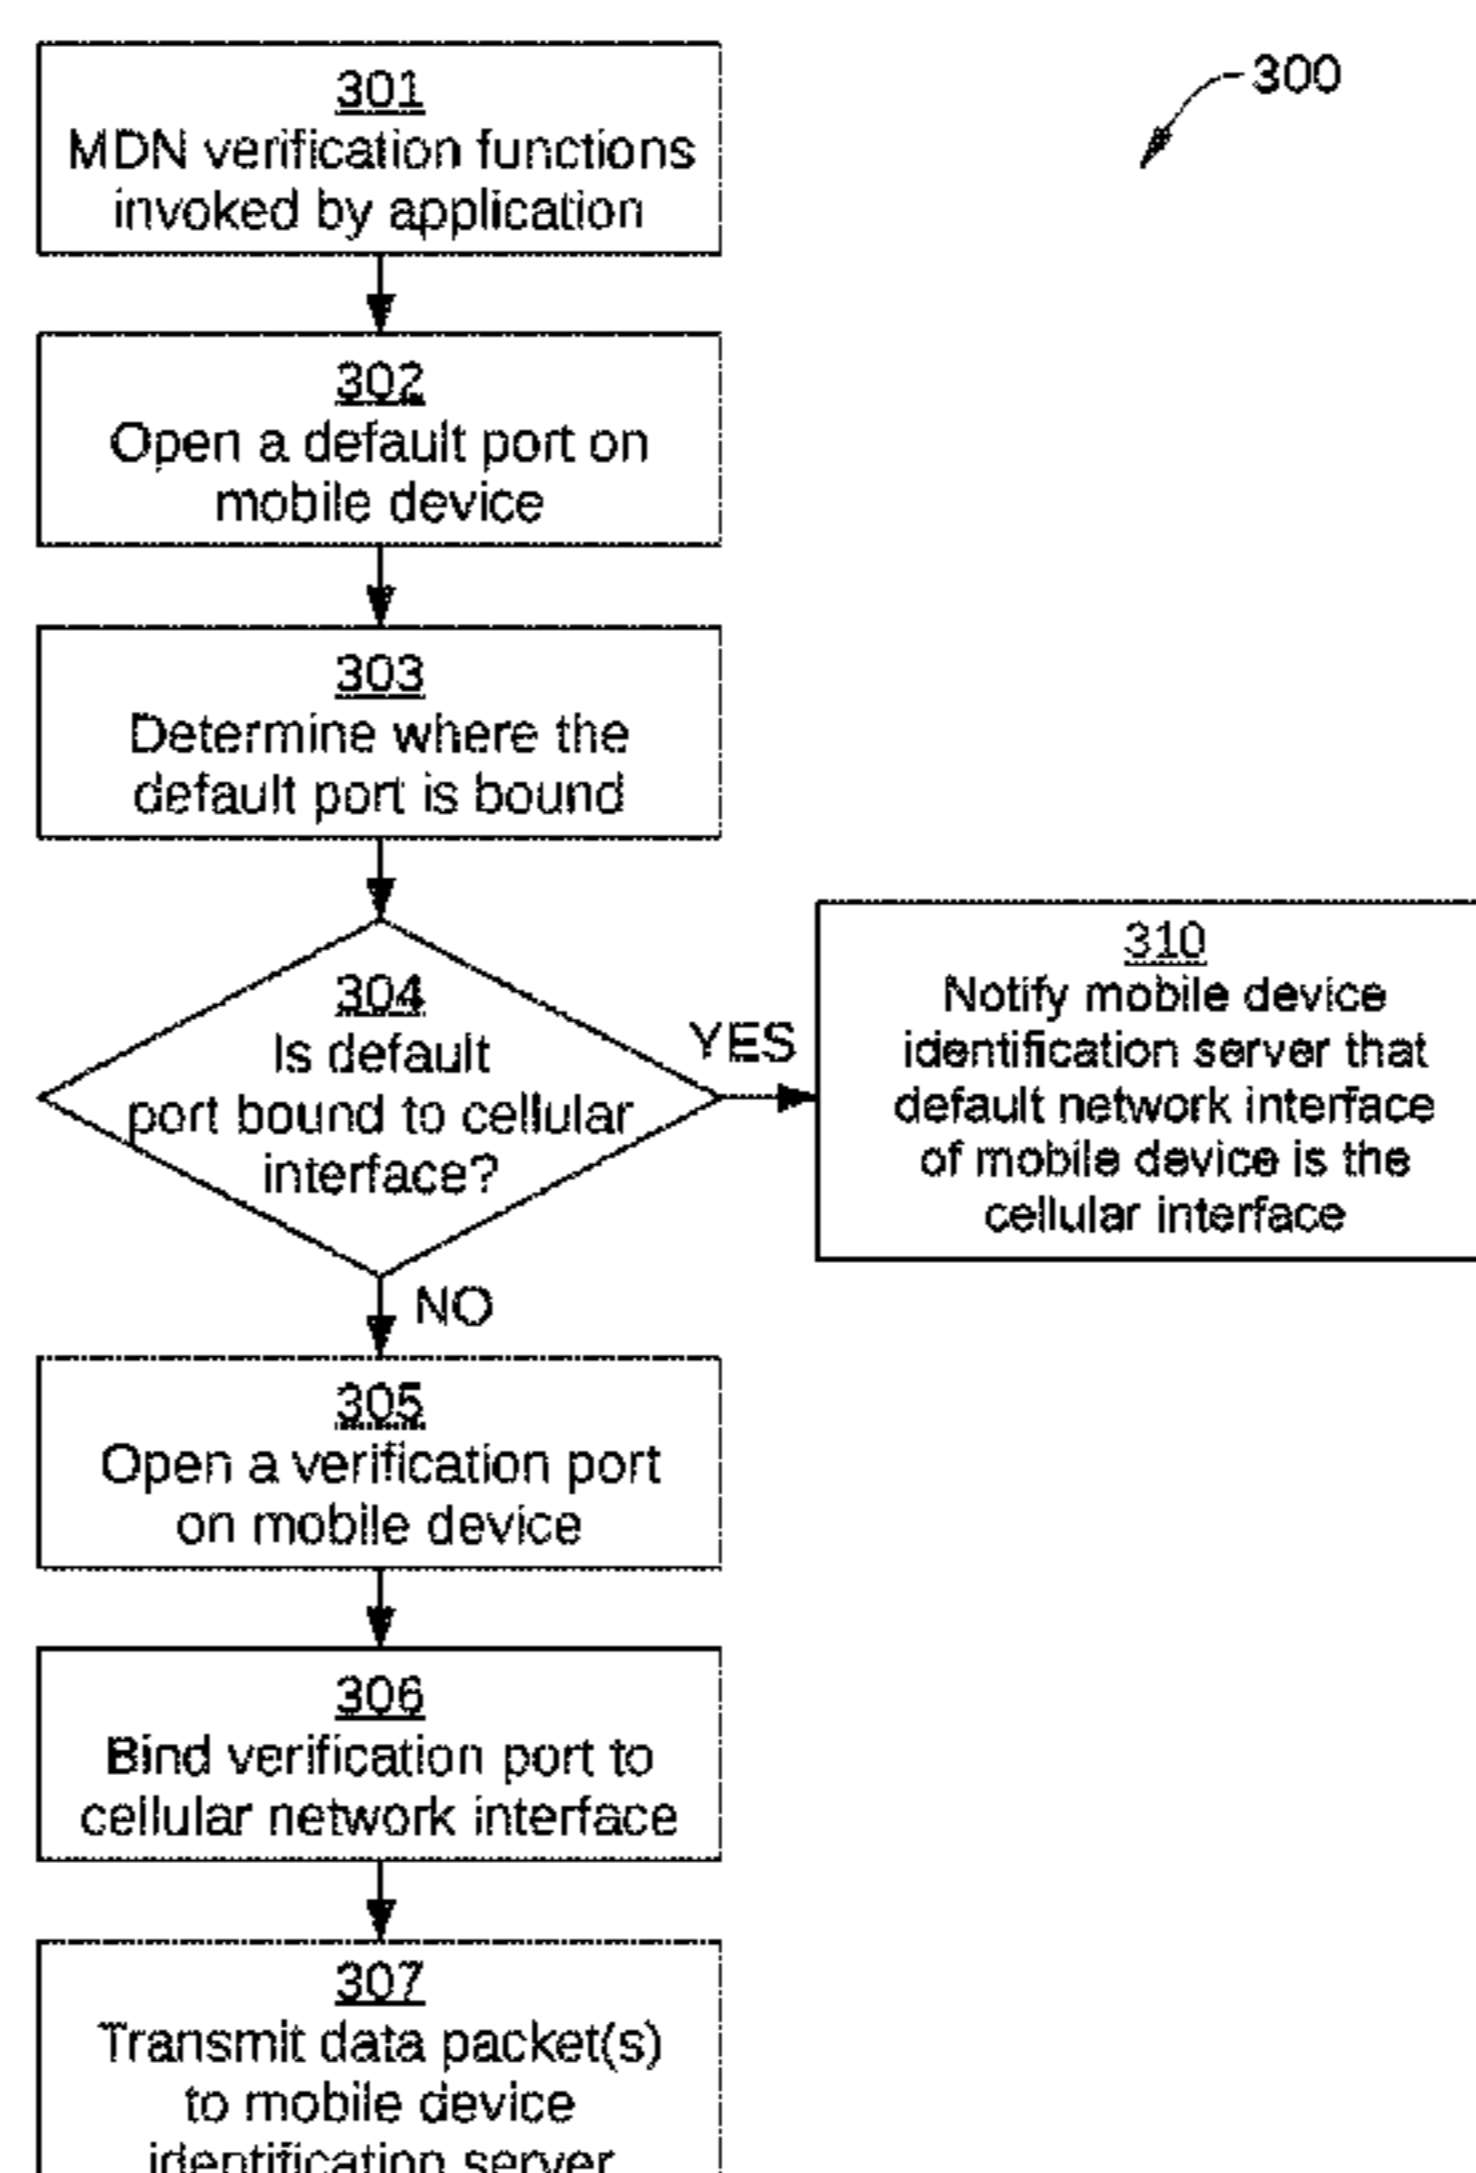 300
301
MDN verification functions
invoked by application
302
Open a default port on
mobile device
303
Determine where the
default port is bound
304
Is default
port bound to cellular
interface?
YES
310
Notify mobile device
identification server that
default network interface
of mobile device is the
cellular interface
NO
305
Open a verification port
on mobile device
306
Bind verification port to
cellular network interface
307
Transmit data packet(s)
to mobile device
identification server